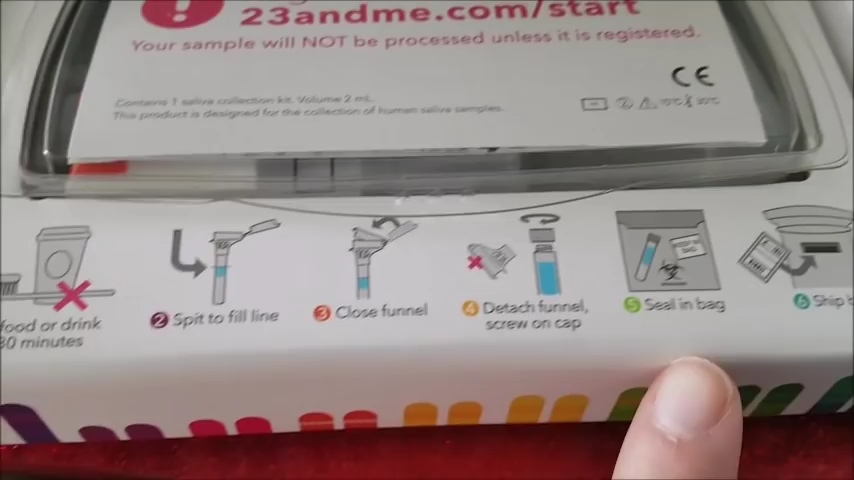 23andme.com/start
Your sample will NOT be processed unless it is registered.
Contains 1 saliva collection kit. Volume 2 mL.
This product is designed for the collection of human saliva samples.
food or drink
30 minutes
2 Spit to fill line
3 Close funnel
4 Detach funnel,
screw on cap
5 Seal in bag
6 Ship